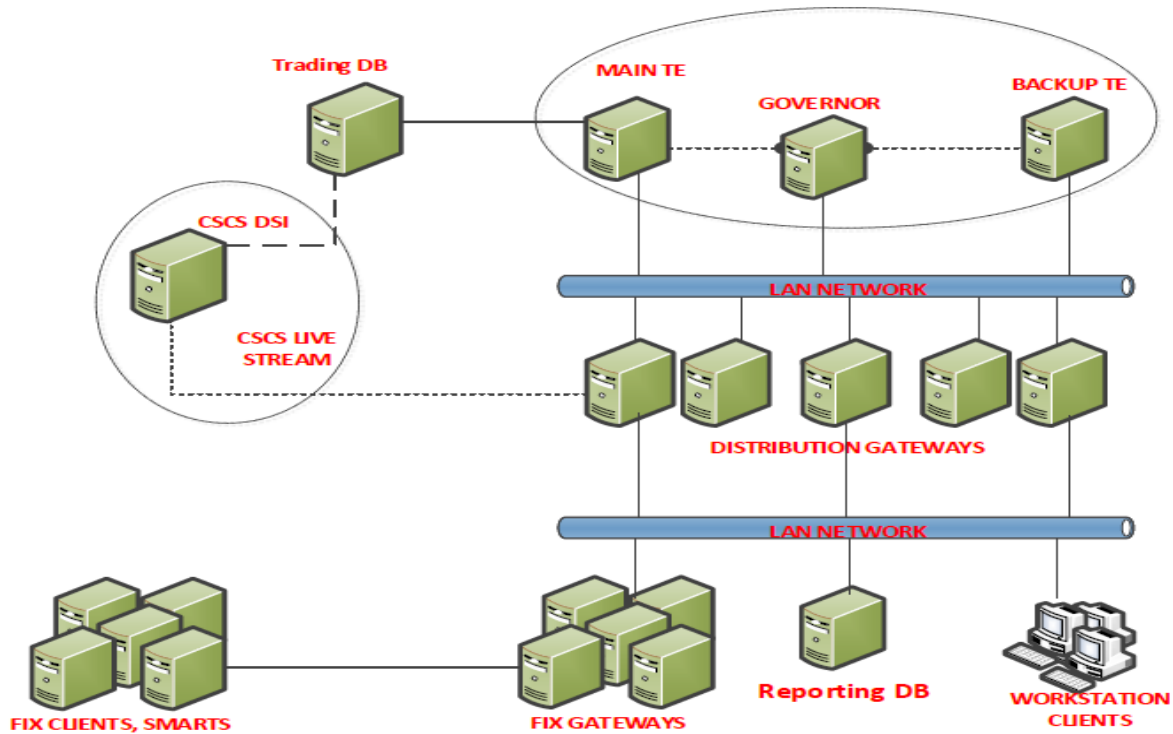 Trading DB
MAIN TE
GOVERNOR
BACKUP TE
CSCS DSI
CSCS LIVE
STREAM
LAN NETWORK
DISTRIBUTION GATEWAYS
LAN NETWORK
FIX CLIENTS, SMARTS
FIX GATEWAYS
Reporting DB
WORKSTATION
CLIENTS